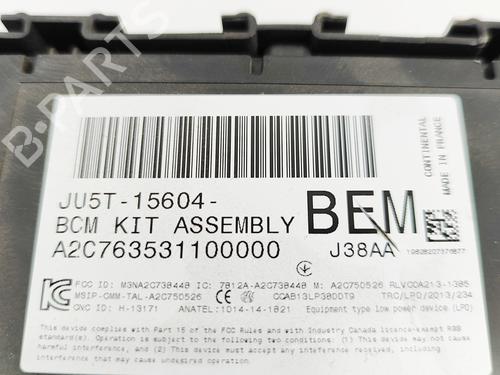 JU5T-15604-
BCM KIT ASSEMBLY
A2C763531100000
BEM
J38AA
CONTINENTAL
MADE IN FRANCE
FCC ID: M3NA2C738448 IC: 7812A-A2C738448 M: A2C750526 RLVCOA213-1385
MSIP-CMM-TAL-A2C750526 CCAB13LP3800T9 TRC/LPD/2013/234
CNC ID: H-13171 ANATEL: 1014-14-1821 Equipment type low power device (LPD)
This device complies with Part 15 of the FCC Rules and with Industry Canada licence-exempt RSS
standard(s). Operation is subject to the following two conditions: (1) This device may not cause
harmful interference, and (2) This device must accept any interference received, including
interference that may cause undesired operation.
B-PARTS